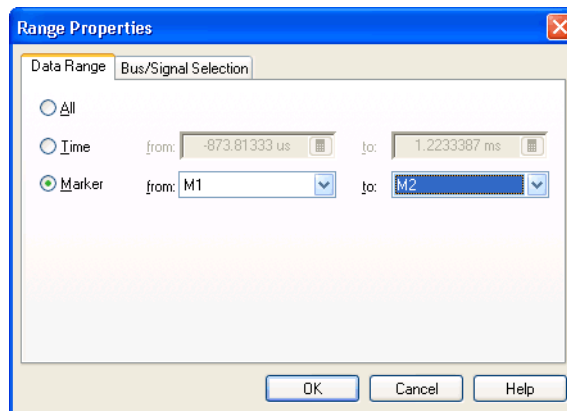 Range Properties
Data Range Bus/Signal Selection
All
Time from: -873.81333 us to: 1.2233387 ms
Marker from: M1 to: M2
OK Cancel Help